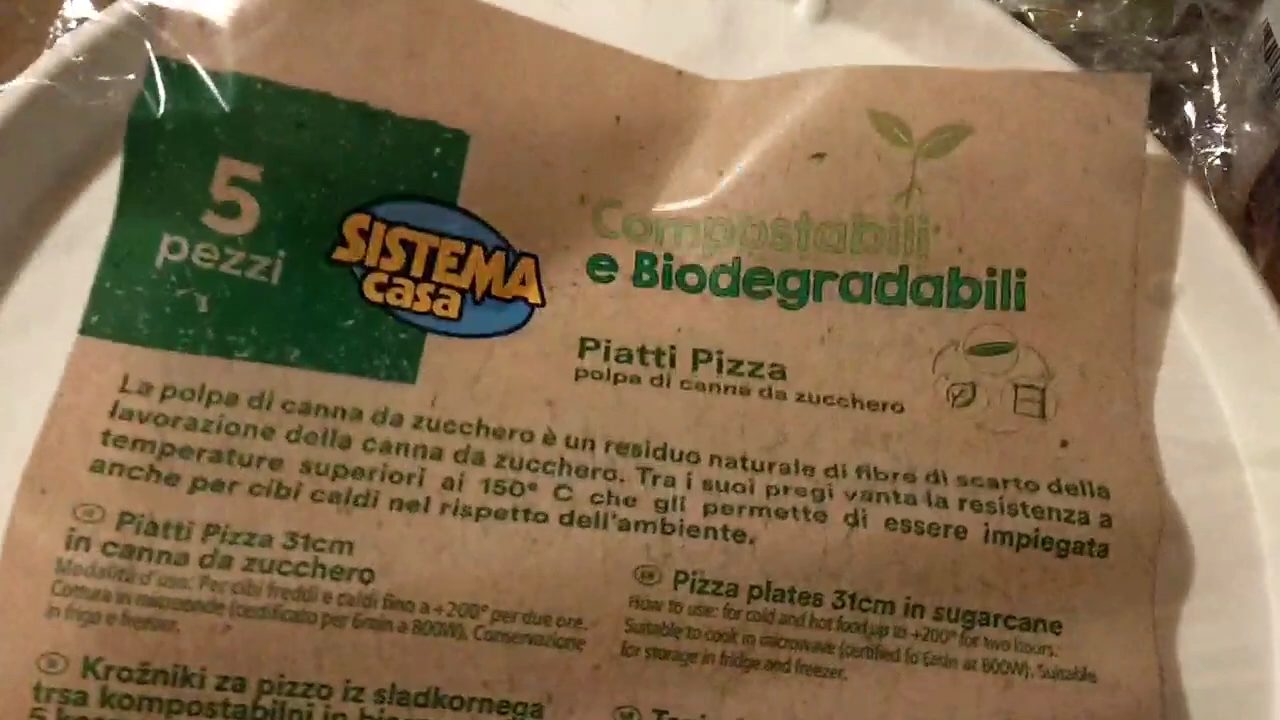 5
pezzi
SISTEMA
casa
Compostabili
e Biodegradabili
Piatti Pizza
polpa di canna da zucchero
La polpa di canna da zucchero è un residuo naturale di fibre di scarto della
lavorazione della canna da zucchero. Tra i suoi pregi vanta la resistenza a
temperature superiori ai 150° C che gli permette di essere impiegata
anche per cibi caldi nel rispetto dell'ambiente.
Piatti Pizza 31cm
in canna da zucchero
Modalità d'uso: Per cibi freddi e caldi fino a +200° per due ore.
Cottura in microonde (certificato per 6min a 800W). Conservazione
in frigo e freezer.
Pizza plates 31cm in sugarcane
How to use: for cold and hot food up to +200° for two hours.
Suitable to cook in microwave (certified fo 6min at 800W). Suitable
for storage in fridge and freezer.
Krožniki za pizzo iz sladkornega
trsa kompostabilni in
5